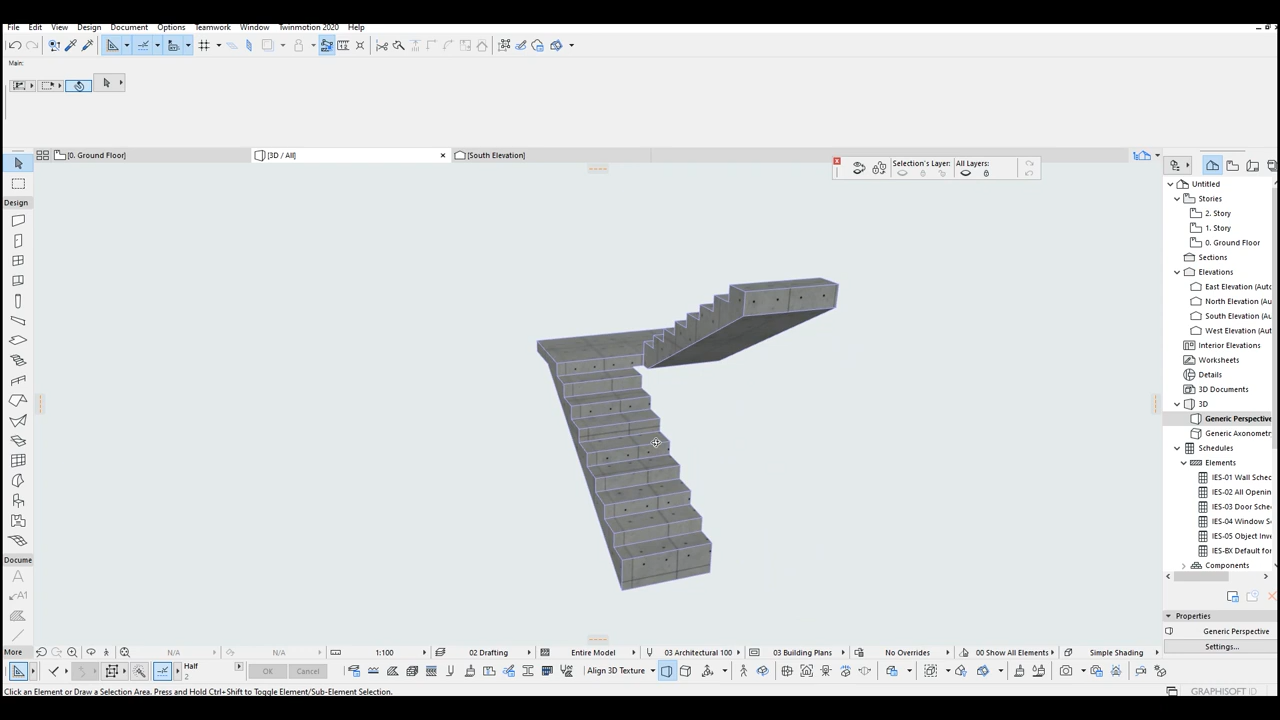 File Edit View Design Document Options Teamwork Window Twinmotion 2020 Help
Main:
[0. Ground Floor]
[3D / All]
[South Elevation]
Selection's Layer:
All Layers:
Design
Docume
More
Untitled
Stories
2. Story
1. Story
0. Ground Floor
Sections
Elevations
East Elevation (Auto
North Elevation (Au
South Elevation (Au
West Elevation (Aut
Interior Elevations
Worksheets
Details
3D Documents
3D
Generic Perspective
Generic Axonometr
Schedules
Elements
IES-01 Wall Sched
IES-02 All Openin
IES-03 Door Sche
IES-04 Window S
IES-05 Object Inve
IES-BX Default fo
Components
Properties
Generic Perspective
Settings...
N/A
N/A
1:100
02 Drafting
Entire Model
03 Architectural 100
03 Building Plans
No Overrides
00 Show All Elements
Simple Shading
Half
2
OK
Cancel
Align 3D Texture
Click an Element or Draw a Selection Area. Press and Hold Ctrl+Shift to Toggle Element/Sub-Element Selection.
GRAPHISOFT ID